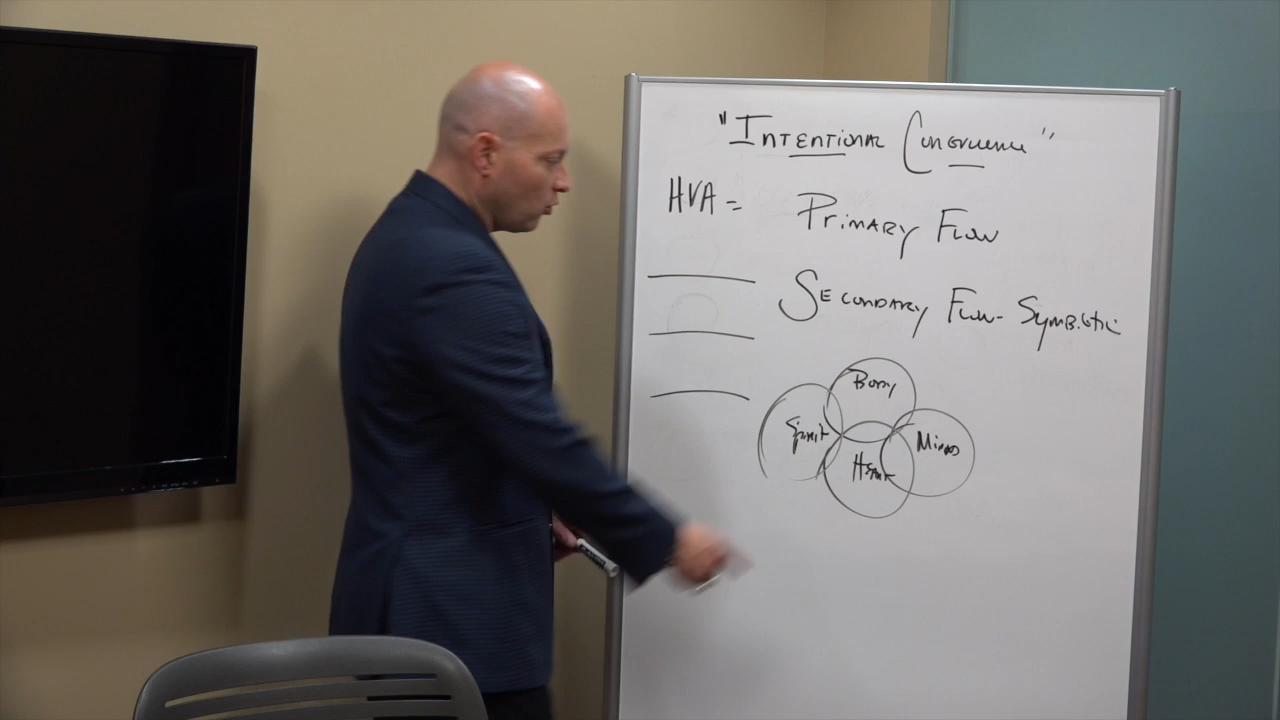 "INTENTIONAL CONGRUENCE"
HVA = PRIMARY FLOW
SECONDARY FLOW - SYMBIOTIC
BODY
SPIRIT
MIND
HEART